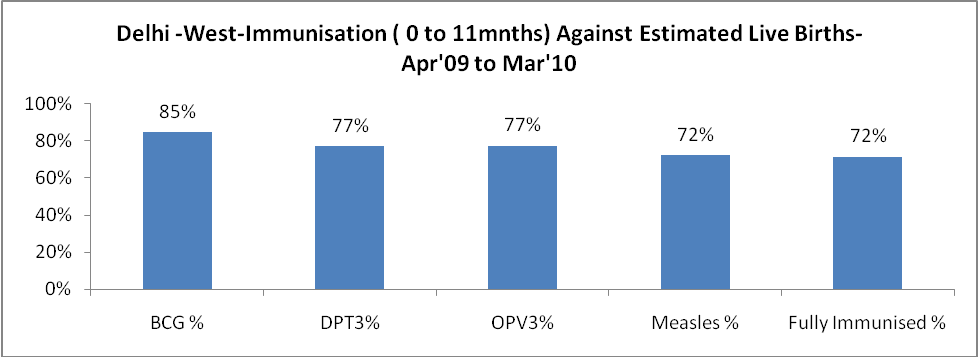 Delhi -West-Immunisation ( 0 to 11mnths) Against Estimated Live Births-
Apr'09 to Mar'10
100%
80%
60%
40%
20%
0%
85%
77%
77%
72%
72%
BCG %
DPT3%
OPV3%
Measles %
Fully Immunised %